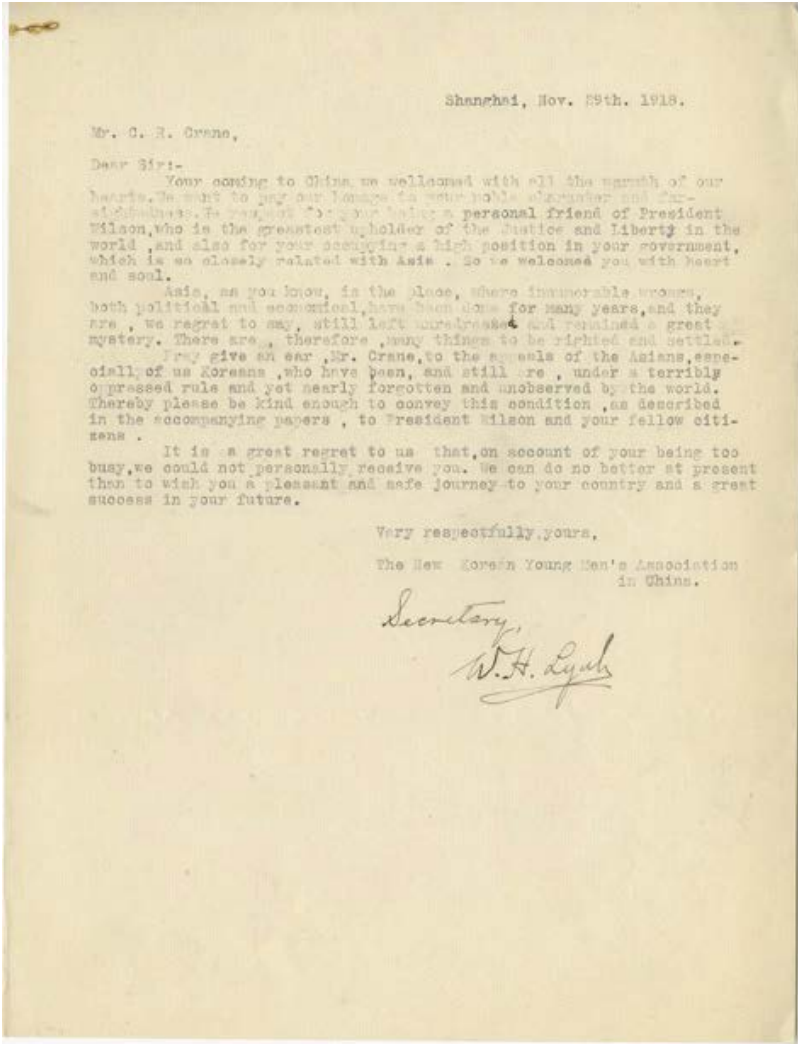 Shanghai, Nov. 29th. 1918.
Mr. C. R. Crane,
Dear Sir:-
Your coming to China we wellcomed with all the warmth of our
hearts.We want to pay our homage to your noble character and far-
sightedness.We respect for your being a personal friend of President
Wilson,who is the greatest upholder of the Justice and Liberty in the
world ,and also for your occupying a high position in your government,
which is so closely related with Asia . So we welcomed you with heart
and soul.
Asia, as you know, is the place, where innumerable wrongs,
both political and economical,have been done for many years,and they
are , we regret to say, still left unredressed and remained a great
mystery. There are , therefore ,many things to be righted and settled.
Pray give an ear ,Mr. Crane,to the appeals of the Asians,espe-
cially of us Koreans ,who have been, and still are , under a terribly
oppressed rule and yet nearly forgotten and unobserved by the world.
Thereby please be kind enough to convey this condition ,as described
in the accompanying papers , to President Wilson and your fellow citi-
zens .
It is a great regret to us that,on account of your being too
busy,we could not personally receive you. We can do no better at present
than to wish you a pleasant and safe journey to your country and a great
success in your future.
Very respectfully,yours,
The New Korean Young Men's Association
in China.
Secretary,
W. H. Lyuh